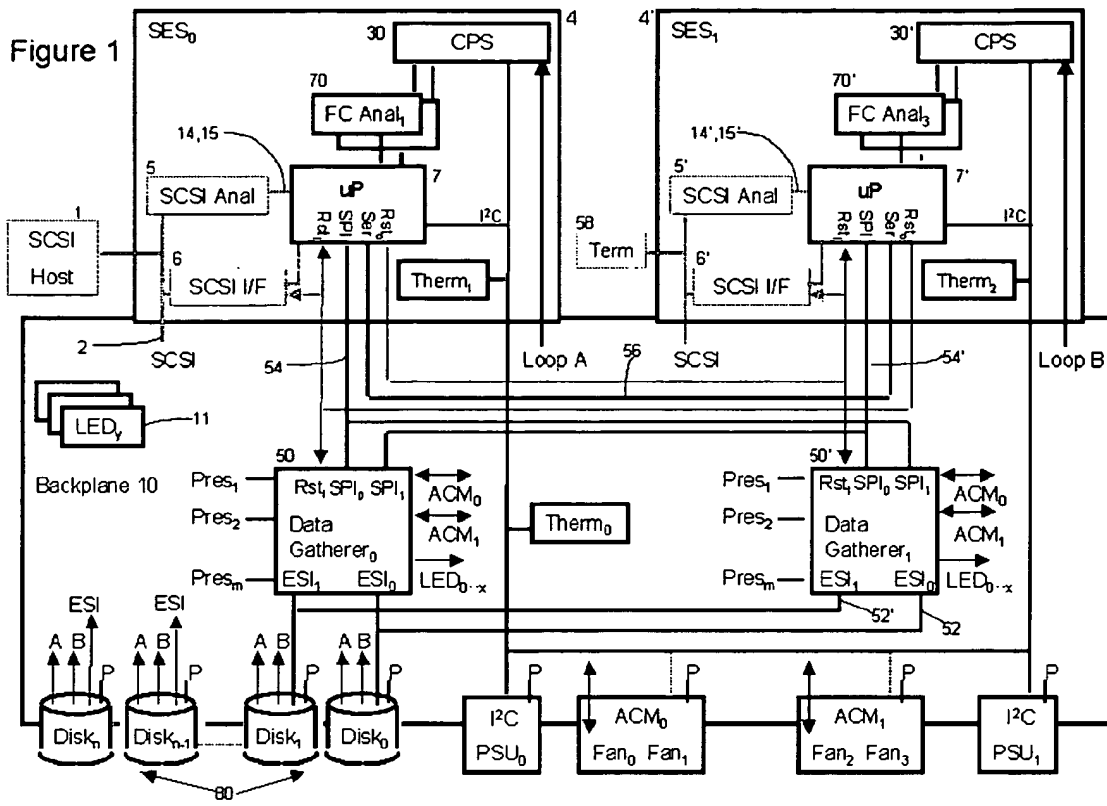 Figure 1
SES₀
4
30
CPS
70
FC Anal₁
14,15
5
SCSI Anal
7
uP
Rst₁ SPI Ser Rst₀
I²C
1
SCSI
Host
6
SCSI I/F
Therm₁
2
SCSI
Loop A
4'
SES₁
30'
CPS
70'
FC Anal₃
14',15'
5'
SCSI Anal
7'
uP
Rst₁ SPI Ser Rst₀
I²C
58
Term
6'
SCSI I/F
Therm₂
SCSI
Loop B
54
56
54'
LEDy
11
Backplane 10
50
Pres₁
Rst₁ SPI₀ SPI₁
ACM₀
Pres₂
Data
Gatherer₀
ACM₁
Presm
ESI₁ ESI₀
LED₀..x
Therm₀
50'
Pres₁
Rst₁ SPI₀ SPI₁
ACM₀
Pres₂
Data
Gatherer₁
ACM₁
Presm
ESI₁ ESI₀
LED₀..x
52'
52
ESI
A B P
Diskn
ESI
A B P
Diskn-1
A B P
Disk₁
A B P
Disk₀
80
P
I²C
PSU₀
P
ACM₀
Fan₀ Fan₁
P
ACM₁
Fan₂ Fan₃
P
I²C
PSU₁